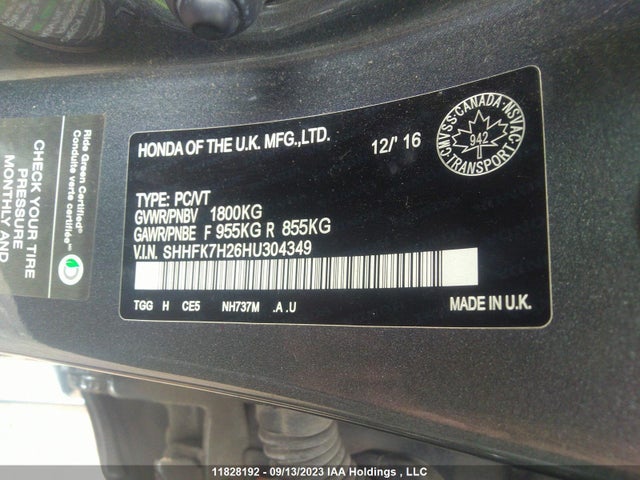 HONDA OF THE U.K. MFG.,LTD.
12/'16
CMVSS·CANADA·NSVAC
942
·TRANSPORT·
TYPE: PC/VT
GVWR/PNBV 1800KG
GAWR/PNBE F 955KG R 855KG
V.I.N. SHHFK7H26HU304349
TGG H CE5 NH737M .A .U
MADE IN U.K.
Ride Green Certified®
Conduite verte certifiée™
CHECK YOUR TIRE
PRESSURE
MONTHLY AND
11828192 - 09/13/2023 IAA Holdings , LLC